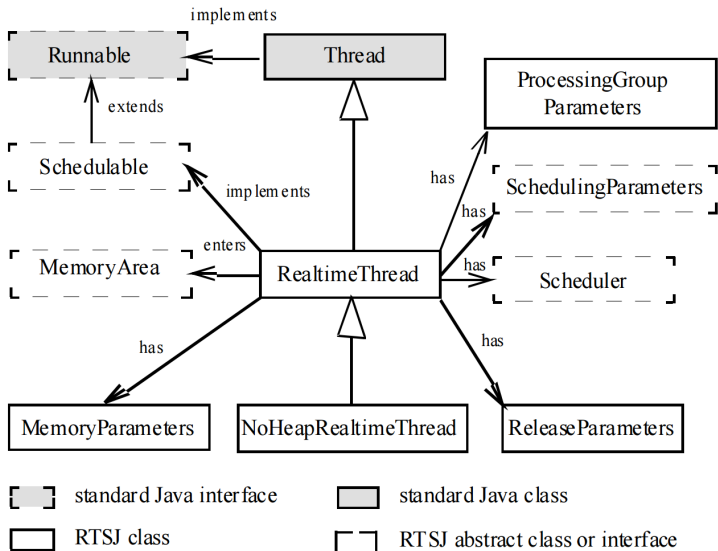 implements
Runnable
Thread
ProcessingGroup
Parameters
extends
Schedulable
implements
has
SchedulingParameters
has
MemoryArea
enters
RealtimeThread
has
Scheduler
has
MemoryParameters
NoHeapRealtimeThread
ReleaseParameters
standard Java interface
standard Java class
RTSJ class
RTSJ abstract class or interface